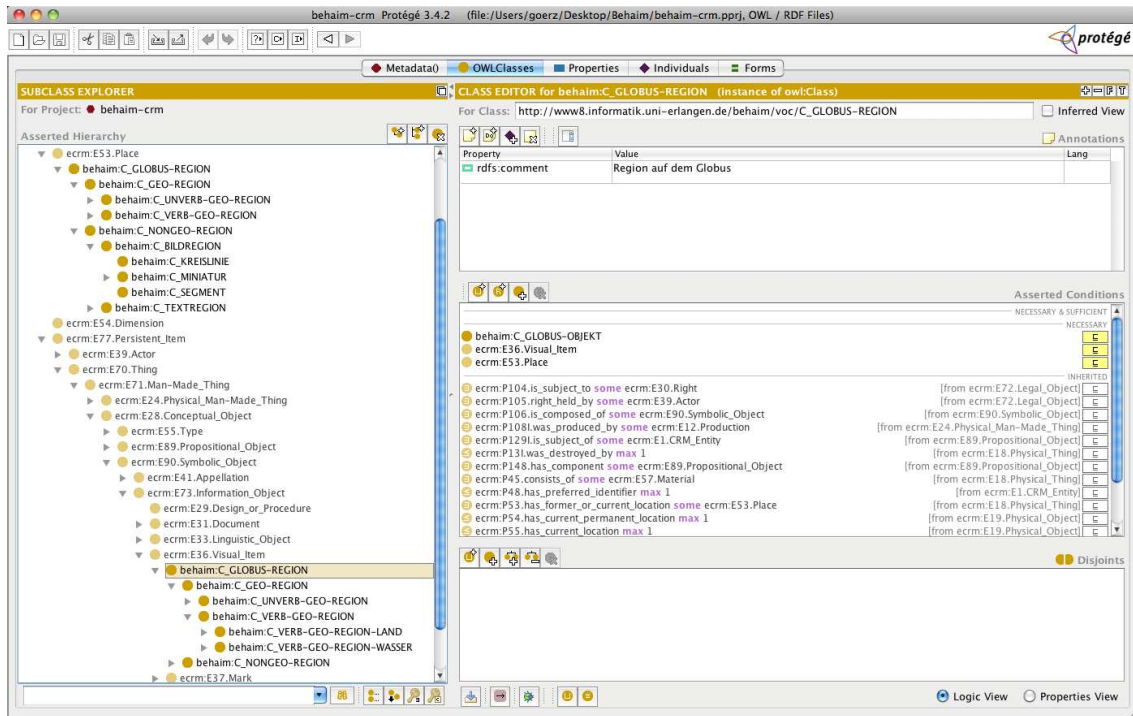 behaim-crm Protégé 3.4.2 (file:/Users/goerz/Desktop/Behaim/behaim-crm.pprj, OWL / RDF Files)
protégé
Metadata() OWLClasses Properties Individuals Forms
SUBCLASS EXPLORER
For Project: behaim-crm
Asserted Hierarchy
ecrm:E53.Place
behaim:C_GLOBUS-REGION
behaim:C_GEO-REGION
behaim:C_UNVERB-GEO-REGION
behaim:C_VERB-GEO-REGION
behaim:C_NONGEO-REGION
behaim:C_BILDREGION
behaim:C_KREISLINIE
behaim:C_MINIATUR
behaim:C_SEGMENT
behaim:C_TEXTREGION
ecrm:E54.Dimension
ecrm:E77.Persistent_Item
ecrm:E39.Actor
ecrm:E70.Thing
ecrm:E71.Man-Made_Thing
ecrm:E24.Physical_Man-Made_Thing
ecrm:E28.Conceptual_Object
ecrm:E55.Type
ecrm:E89.Propositional_Object
ecrm:E90.Symbolic_Object
ecrm:E41.Appellation
ecrm:E73.Information_Object
ecrm:E29.Design_or_Procedure
ecrm:E31.Document
ecrm:E33.Linguistic_Object
ecrm:E36.Visual_Item
behaim:C_GLOBUS-REGION
behaim:C_GEO-REGION
behaim:C_UNVERB-GEO-REGION
behaim:C_VERB-GEO-REGION
behaim:C_VERB-GEO-REGION-LAND
behaim:C_VERB-GEO-REGION-WASSER
behaim:C_NONGEO-REGION
ecrm:E37.Mark
CLASS EDITOR for behaim:C_GLOBUS-REGION (instance of owl:Class)
For Class: http://www8.informatik.uni-erlangen.de/behaim/voc/C_GLOBUS-REGION Inferred View
Annotations
Property Value Lang
rdfs:comment Region auf dem Globus
Asserted Conditions
NECESSARY & SUFFICIENT
NECESSARY
behaim:C_GLOBUS-OBJEKT
ecrm:E36.Visual_Item
ecrm:E53.Place
INHERITED
ecrm:P104.is_subject_to some ecrm:E30.Right [from ecrm:E72.Legal_Object]
ecrm:P105.right_held_by some ecrm:E39.Actor [from ecrm:E72.Legal_Object]
ecrm:P106.is_composed_of some ecrm:E90.Symbolic_Object [from ecrm:E90.Symbolic_Object]
ecrm:P108I.was_produced_by some ecrm:E12.Production [from ecrm:E24.Physical_Man-Made_Thing]
ecrm:P129I.is_subject_of some ecrm:E1.CRM_Entity [from ecrm:E89.Propositional_Object]
ecrm:P13I.was_destroyed_by max 1 [from ecrm:E18.Physical_Thing]
ecrm:P148.has_component some ecrm:E89.Propositional_Object [from ecrm:E89.Propositional_Object]
ecrm:P45.consists_of some ecrm:E57.Material [from ecrm:E18.Physical_Thing]
ecrm:P48.has_preferred_identifier max 1 [from ecrm:E1.CRM_Entity]
ecrm:P53.has_former_or_current_location some ecrm:E53.Place [from ecrm:E18.Physical_Thing]
ecrm:P54.has_current_permanent_location max 1 [from ecrm:E19.Physical_Object]
ecrm:P55.has_current_location max 1 [from ecrm:E19.Physical_Object]
Disjoints
Logic View Properties View